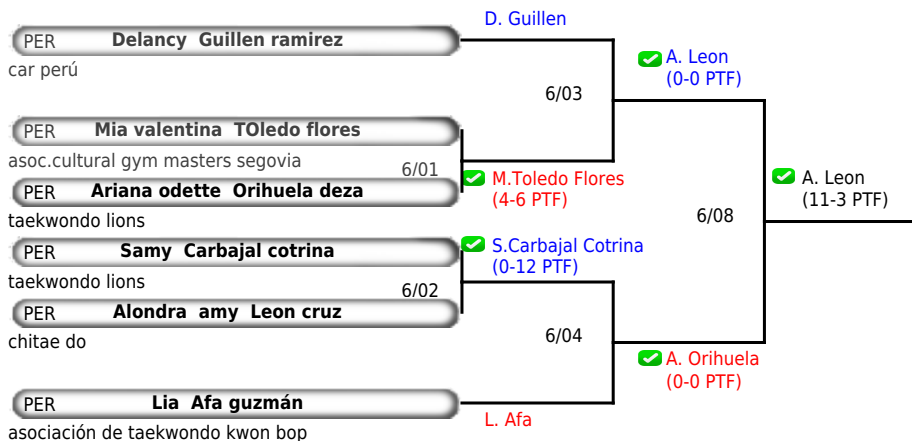 D. Guillen
PER Delancy Guillen ramirez
car perú
A. Leon
(0-0 PTF)
6/03
PER Mia valentina TOledo flores
asoc.cultural gym masters segovia
6/01
M.Toledo Flores
(4-6 PTF)
PER Ariana odette Orihuela deza
taekwondo lions
A. Leon
(11-3 PTF)
6/08
PER Samy Carbajal cotrina
taekwondo lions
S.Carbajal Cotrina
(0-12 PTF)
6/02
PER Alondra amy Leon cruz
chitae do
6/04
A. Orihuela
(0-0 PTF)
PER Lia Afa guzmán
asociación de taekwondo kwon bop
L. Afa